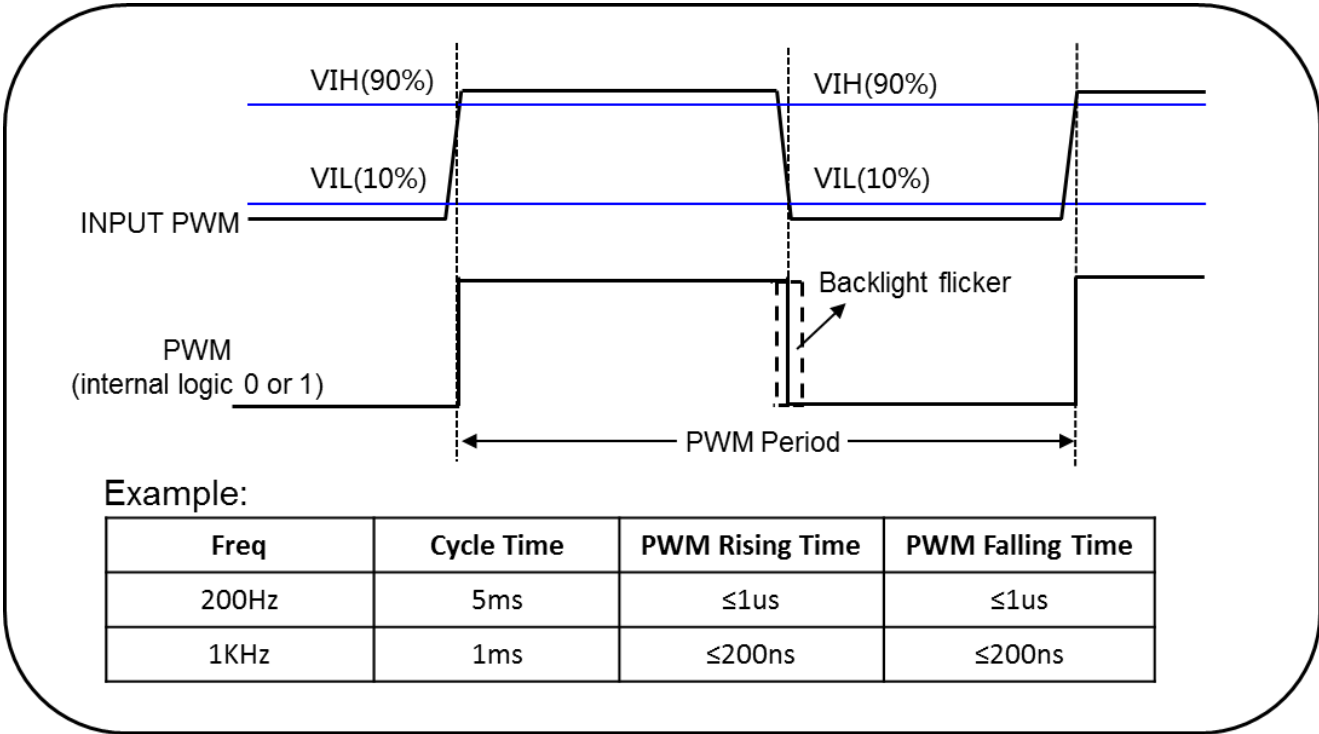 VIH(90%)
VIH(90%)
VIL(10%)
VIL(10%)
INPUT PWM
Backlight flicker
PWM
(internal logic 0 or 1)
PWM Period
Example:
Freq Cycle Time PWM Rising Time PWM Falling Time
200Hz 5ms ≤1us ≤1us
1KHz 1ms ≤200ns ≤200ns